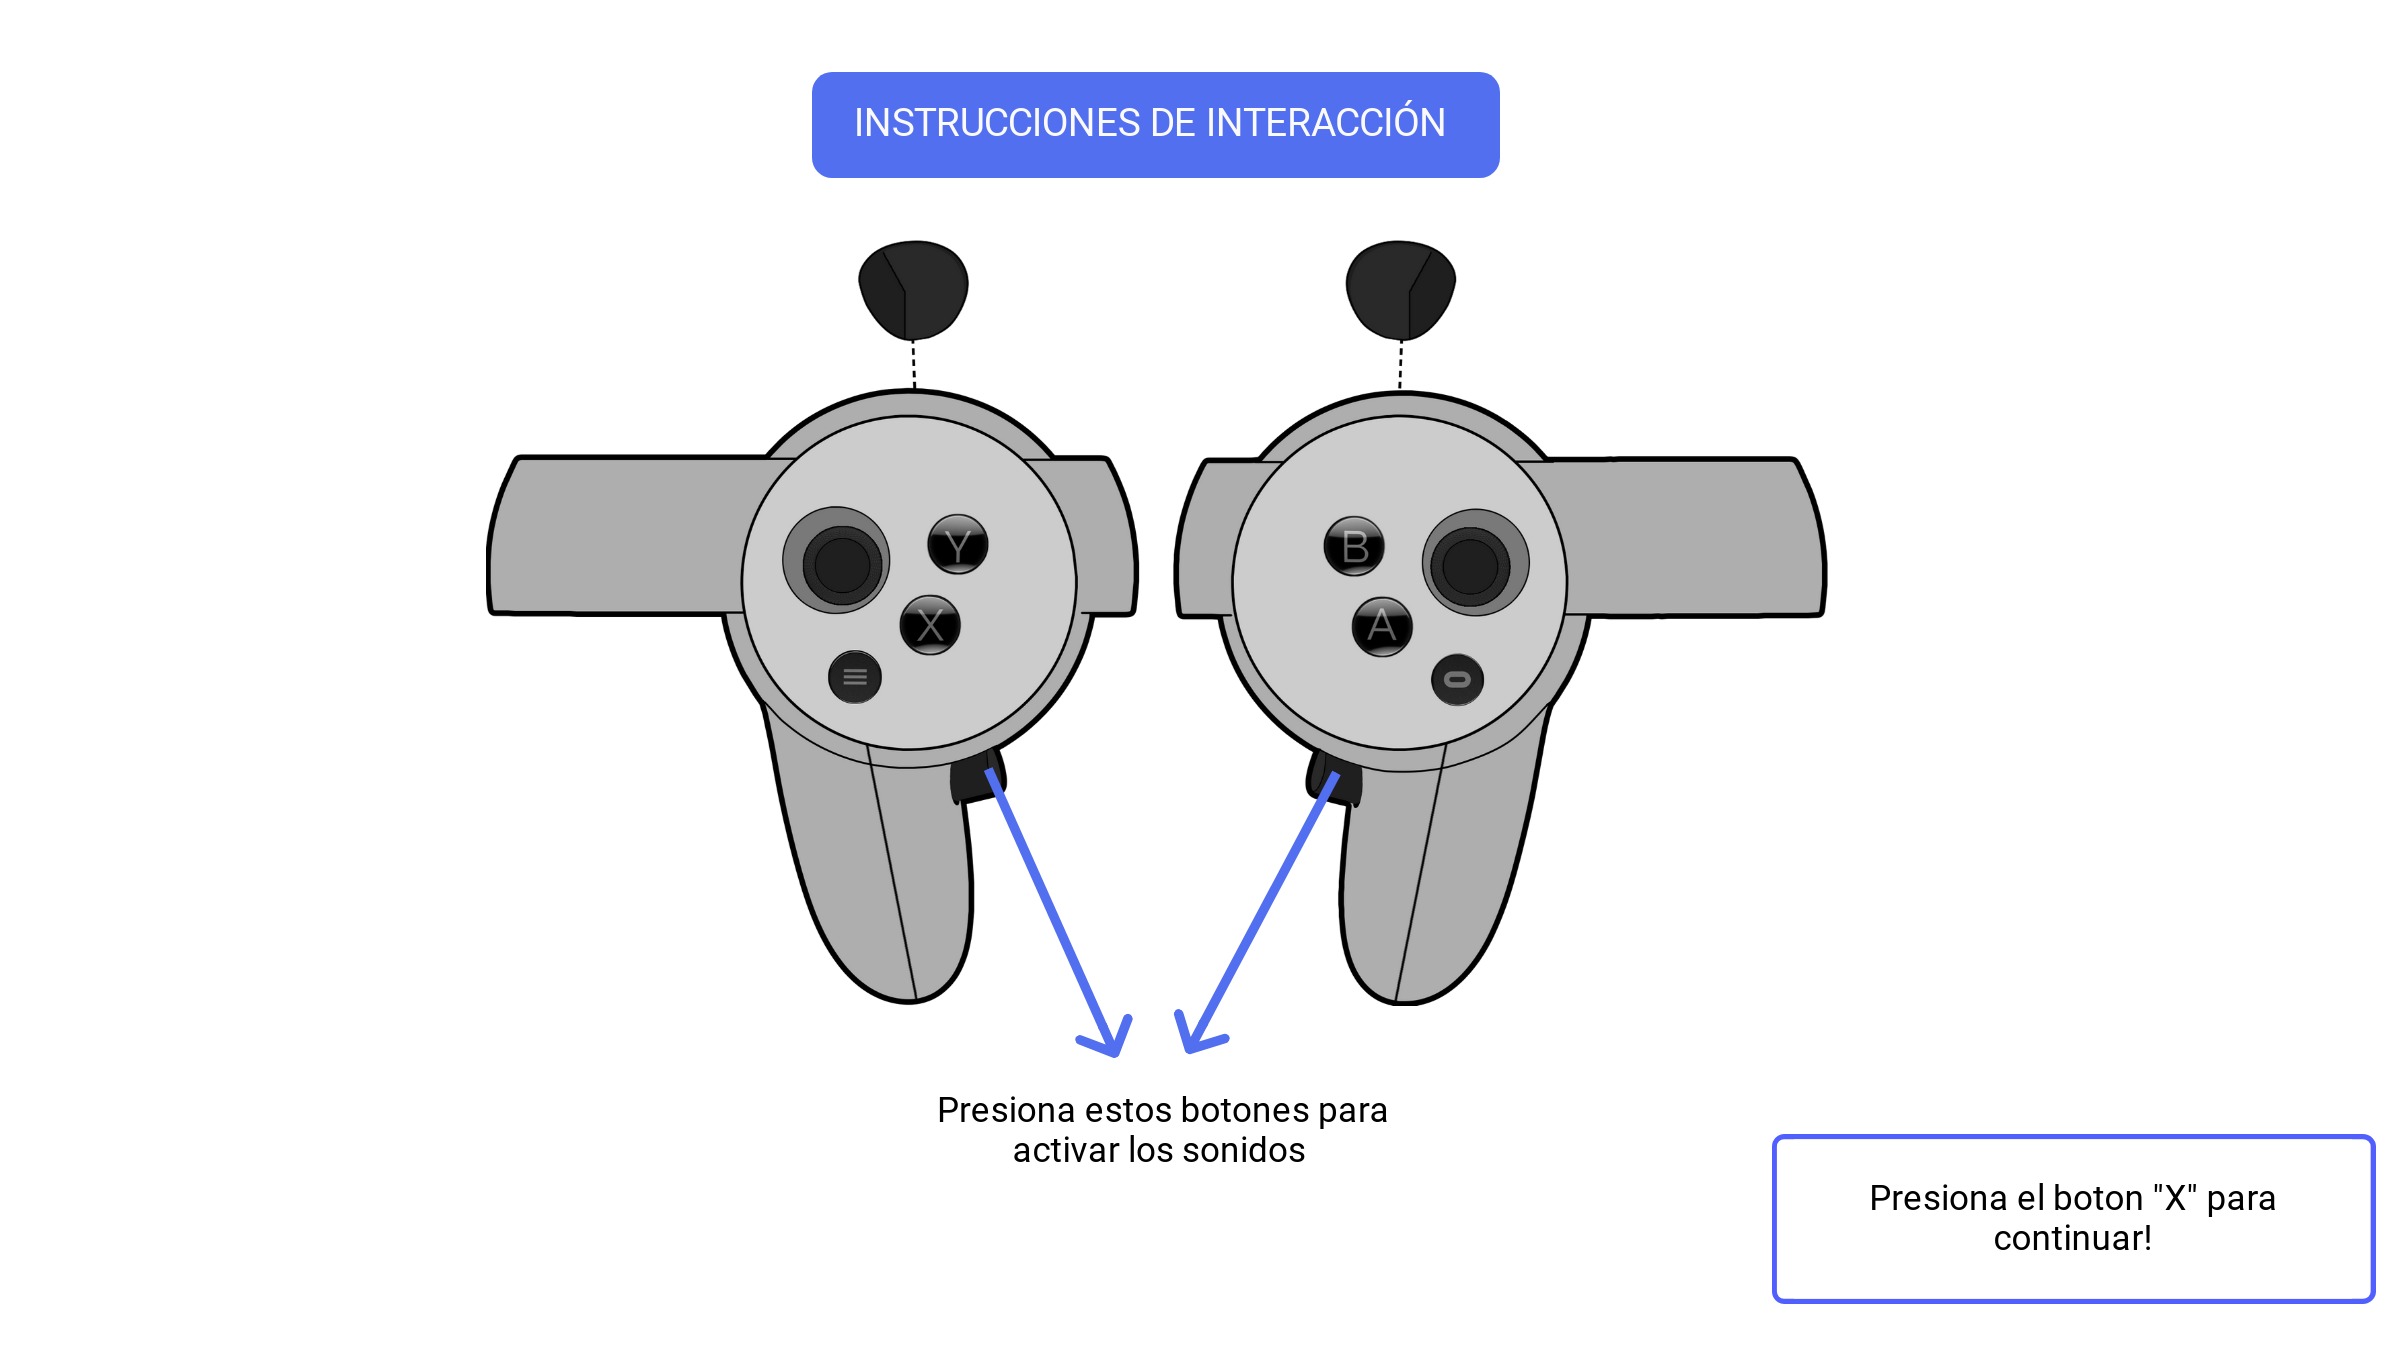 INSTRUCCIONES DE INTERACCIÓN
Y
B
X
A
Presiona estos botones para
activar los sonidos
Presiona el boton "X" para
continuar!